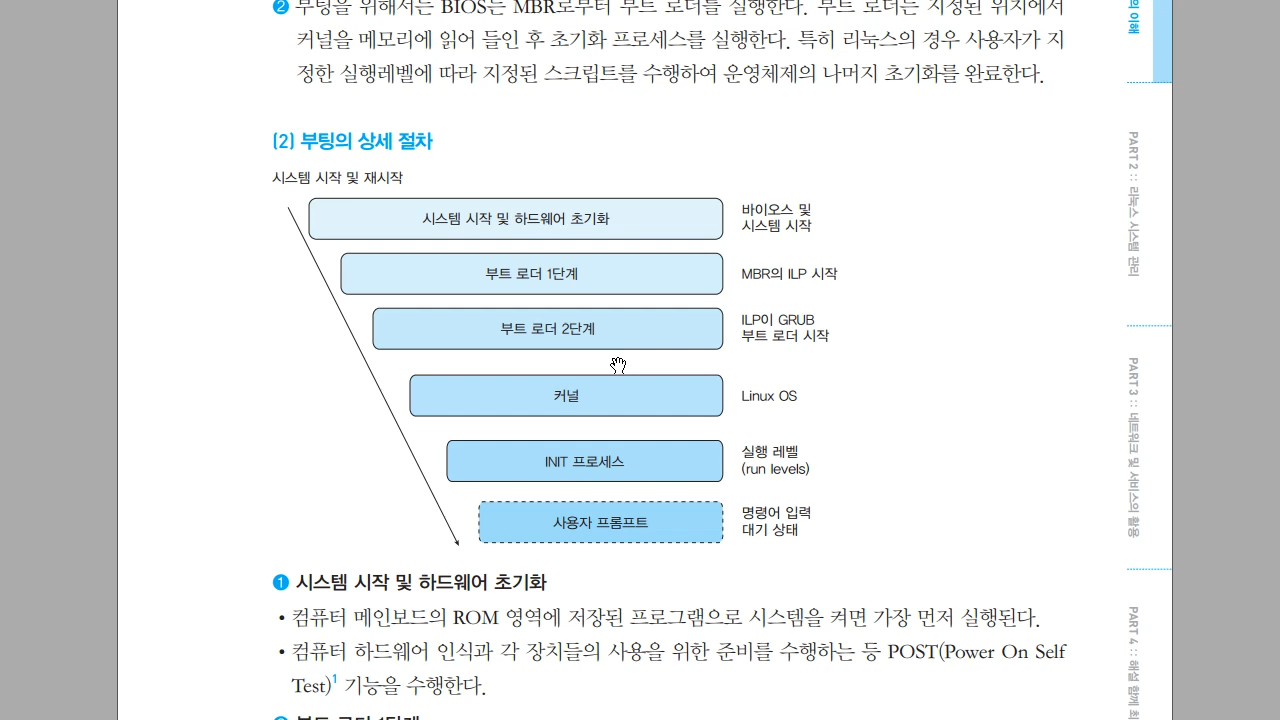 ❷ 부팅을 위해서는 BIOS는 MBR로부터 부트 로더를 실행한다. 부트 로더는 지정된 위치에서
커널을 메모리에 읽어 들인 후 초기화 프로세스를 실행한다. 특히 리눅스의 경우 사용자가 지
정한 실행레벨에 따라 지정된 스크립트를 수행하여 운영체제의 나머지 초기화를 완료한다.
(2) 부팅의 상세 절차
시스템 시작 및 재시작
시스템 시작 및 하드웨어 초기화
바이오스 및
시스템 시작
부트 로더 1단계
MBR의 ILP 시작
부트 로더 2단계
ILP이 GRUB
부트 로더 시작
커널
Linux OS
INIT 프로세스
실행 레벨
(run levels)
사용자 프롬프트
명령어 입력
대기 상태
❶ 시스템 시작 및 하드웨어 초기화
• 컴퓨터 메인보드의 ROM 영역에 저장된 프로그램으로 시스템을 켜면 가장 먼저 실행된다.
• 컴퓨터 하드웨어 인식과 각 장치들의 사용을 위한 준비를 수행하는 등 POST(Power On Self
Test)1 기능을 수행한다.
의 이해
PART 2 :: 리눅스 시스템 관리
PART 3 :: 네트워크 및 서비스의 활용
PART 4 :: 해설 함께